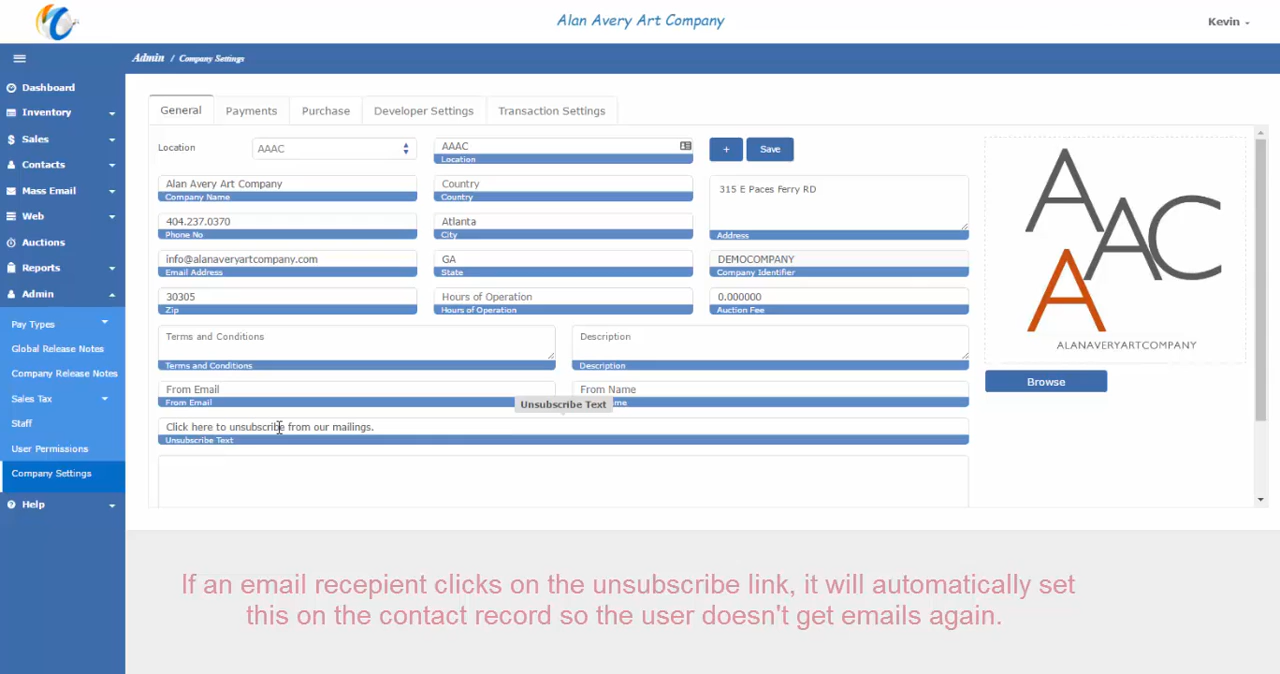 Alan Avery Art Company
Kevin
Admin / Company Settings
Dashboard
Inventory
Sales
Contacts
Mass Email
Web
Auctions
Reports
Admin
Pay Types
Global Release Notes
Company Release Notes
Sales Tax
Staff
User Permissions
Company Settings
Help
General
Payments
Purchase
Developer Settings
Transaction Settings
Location
AAAC
AAAC
Location
+
Save
Alan Avery Art Company
Company Name
Country
Country
315 E Paces Ferry RD
Address
404.237.0370
Phone No
Atlanta
City
info@alanaveryartcompany.com
Email Address
GA
State
DEMOCOMPANY
Company Identifier
30305
Zip
Hours of Operation
Hours of Operation
0.000000
Auction Fee
Terms and Conditions
Terms and Conditions
Description
Description
From Email
From Email
From Name
me
Unsubscribe Text
Click here to unsubscribe from our mailings.
Unsubscribe Text
AAAC
ALANAVERYARTCOMPANY
Browse
If an email recepient clicks on the unsubscribe link, it will automatically set
this on the contact record so the user doesn't get emails again.